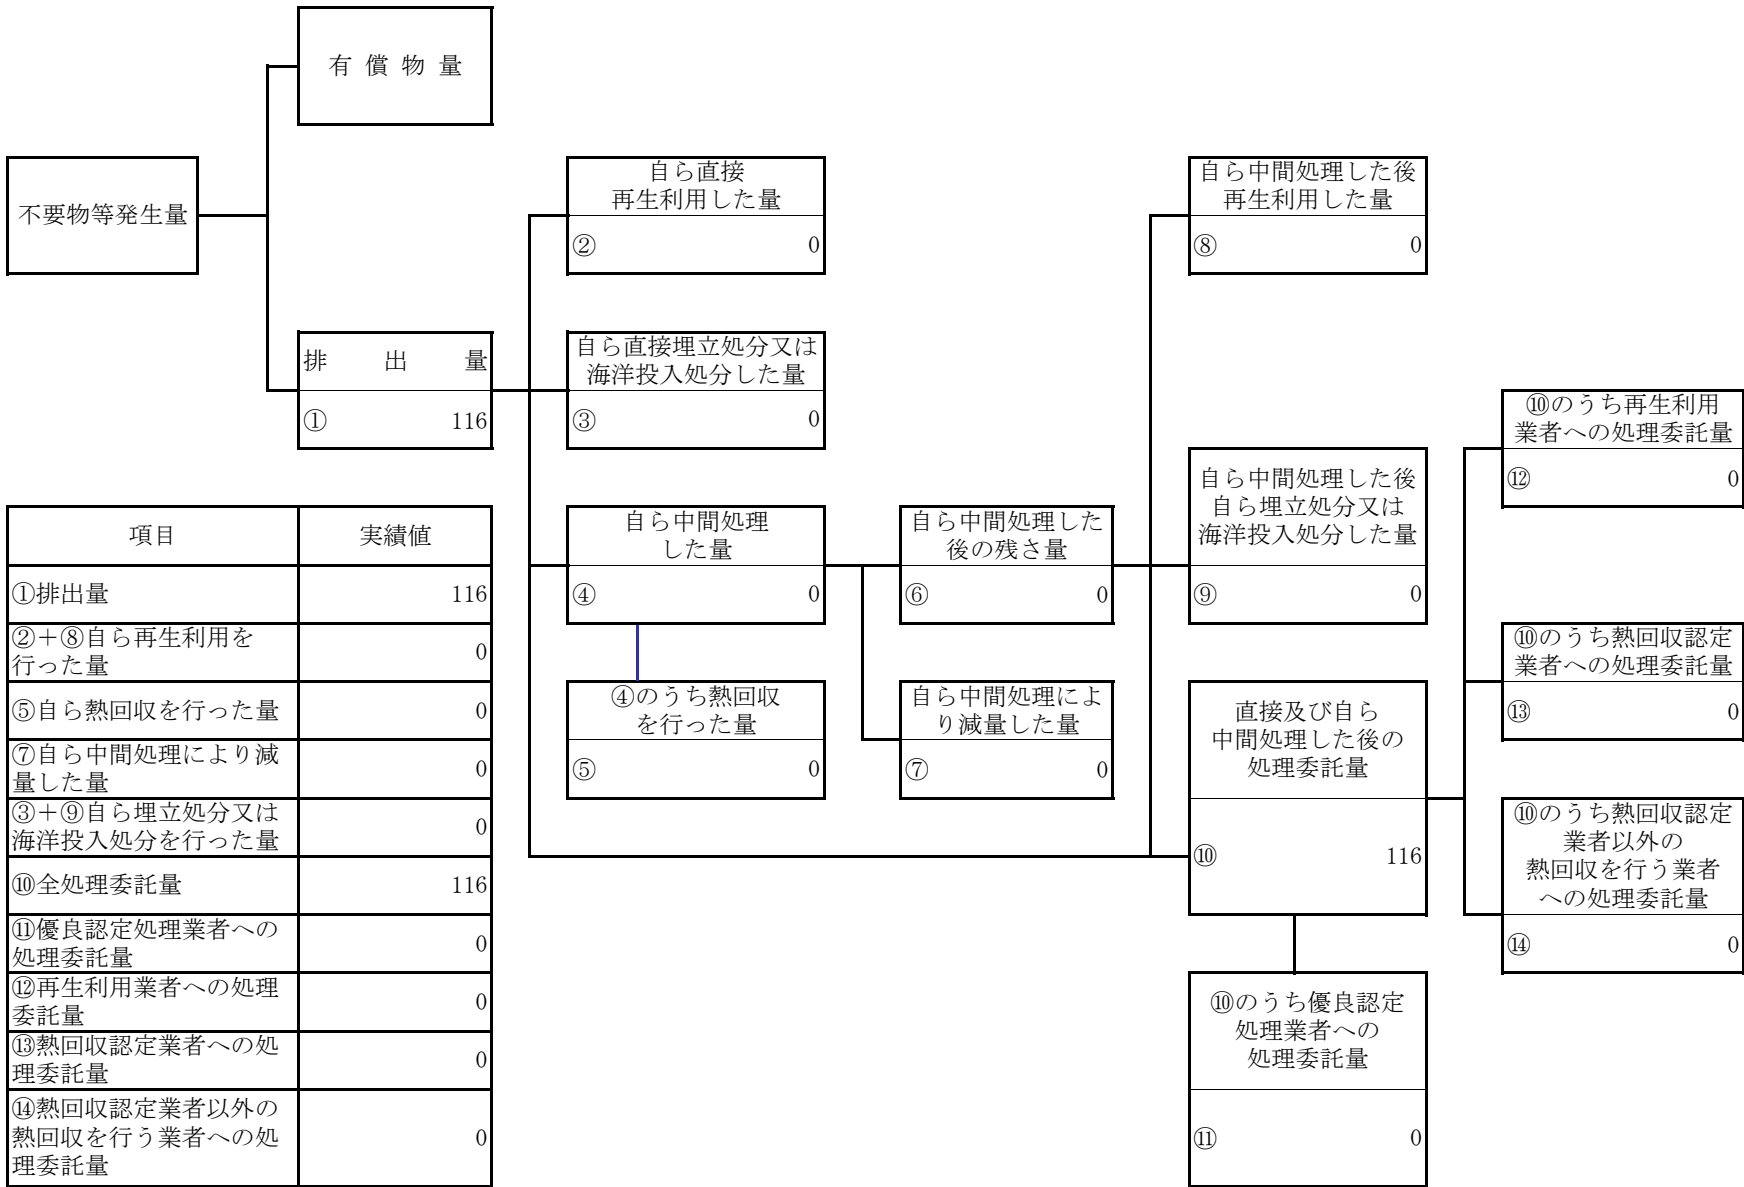 有償物量
不要物等発生量
自ら直接
再生利用した量
② 0
自ら中間処理した後
再生利用した量
⑧ 0
排出量
① 116
自ら直接埋立処分又は
海洋投入処分した量
③ 0
⑩のうち再生利用
業者への処理委託量
⑫ 0
自ら中間処理した後
自ら埋立処分又は
海洋投入処分した量
⑨ 0
自ら中間処理
した量
④ 0
自ら中間処理した
後の残さ量
⑥ 0
⑩のうち熱回収認定
業者への処理委託量
⑬ 0
④のうち熱回収
を行った量
⑤ 0
自ら中間処理によ
り減量した量
⑦ 0
直接及び自ら
中間処理した後の
処理委託量
⑩ 116
⑩のうち熱回収認定
業者以外の
熱回収を行う業者
への処理委託量
⑭ 0
⑩のうち優良認定
処理業者への
処理委託量
⑪ 0
項目 実績値
①排出量 116
②＋⑧自ら再生利用を
行った量 0
⑤自ら熱回収を行った量 0
⑦自ら中間処理により減
量した量 0
③＋⑨自ら埋立処分又は
海洋投入処分を行った量 0
⑩全処理委託量 116
⑪優良認定処理業者への
処理委託量 0
⑫再生利用業者への処理
委託量 0
⑬熱回収認定業者への処
理委託量 0
⑭熱回収認定業者以外の
熱回収を行う業者への処 0
理委託量